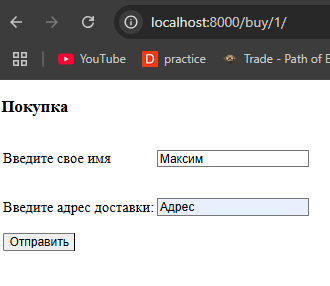 localhost:8000/buy/1/
YouTube
D practice
Trade - Path of E
Покупка
Введите свое имя Максим
Введите адрес доставки: Адрес
Отправить